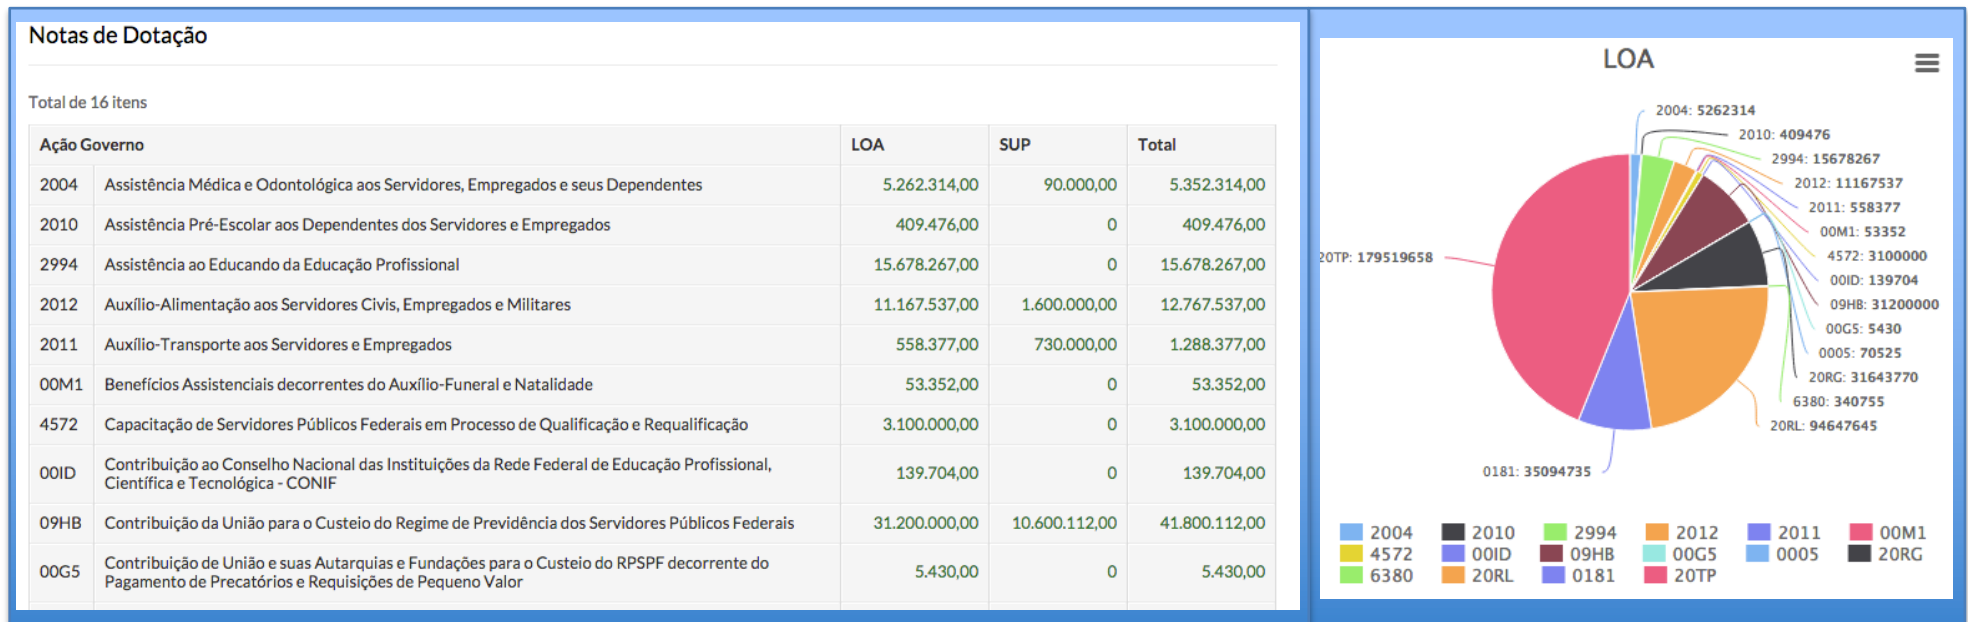 Notas de Dotação
Total de 16 itens
Ação Governo LOA SUP Total
2004 Assistência Médica e Odontológica aos Servidores, Empregados e seus Dependentes 5.262.314,00 90.000,00 5.352.314,00
2010 Assistência Pré-Escolar aos Dependentes dos Servidores e Empregados 409.476,00 0 409.476,00
2994 Assistência ao Educando da Educação Profissional 15.678.267,00 0 15.678.267,00
2012 Auxílio-Alimentação aos Servidores Civis, Empregados e Militares 11.167.537,00 1.600.000,00 12.767.537,00
2011 Auxílio-Transporte aos Servidores e Empregados 558.377,00 730.000,00 1.288.377,00
00M1 Benefícios Assistenciais decorrentes do Auxílio-Funeral e Natalidade 53.352,00 0 53.352,00
4572 Capacitação de Servidores Públicos Federais em Processo de Qualificação e Requalificação 3.100.000,00 0 3.100.000,00
00ID Contribuição ao Conselho Nacional das Instituições da Rede Federal de Educação Profissional,
Científica e Tecnológica - CONIF 139.704,00 0 139.704,00
09HB Contribuição da União para o Custeio do Regime de Previdência dos Servidores Públicos Federais 31.200.000,00 10.600.112,00 41.800.112,00
00G5 Contribuição de União e suas Autarquias e Fundações para o Custeio do RPSPF decorrente do
Pagamento de Precatórios e Requisições de Pequeno Valor 5.430,00 0 5.430,00
LOA
2004: 5262314
2010: 409476
2994: 15678267
2012: 11167537
2011: 558377
00M1: 53352
4572: 3100000
00ID: 139704
09HB: 31200000
00G5: 5430
0005: 70525
20RG: 31643770
6380: 340755
20RL: 94647645
0181: 35094735
20TP: 179519658
2004 2010 2994 2012 2011 00M1
4572 00ID 09HB 00G5 0005 20RG
6380 20RL 0181 20TP